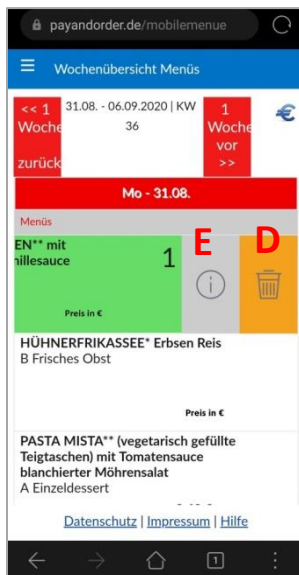 payandorder.de/mobilemenue
Wochenübersicht Menüs
<< 1
Woche
zurück
31.08. - 06.09.2020 | KW
36
1
Woche
vor
>>
€
Mo - 31.08.
Menüs
EN** mit
nillesauce
1
Preis in €
E
D
HÜHNERFRIKASSEE* Erbsen Reis
B Frisches Obst
Preis in €
PASTA MISTA** (vegetarisch gefüllte
Teigtaschen) mit Tomatensauce
blanchierter Möhrensalat
A Einzeldessert
Datenschutz | Impressum | Hilfe
1